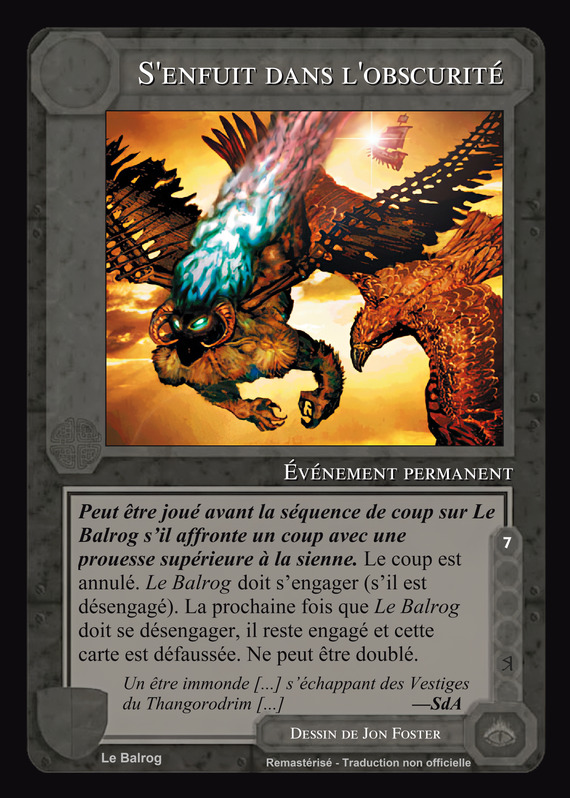 S'enfuit dans l'obscurité
Événement permanent
Peut être joué avant la séquence de coup sur Le
Balrog s’il affronte un coup avec une
prouesse supérieure à la sienne. Le coup est
annulé. Le Balrog doit s’engager (s’il est
désengagé). La prochaine fois que Le Balrog
doit se désengager, il reste engagé et cette
carte est défaussée. Ne peut être doublé.
7
Un être immonde [...] s’échappant des Vestiges
du Thangorodrim [...] —SdA
Dessin de Jon Foster
Le Balrog
Remastérisé - Traduction non officielle